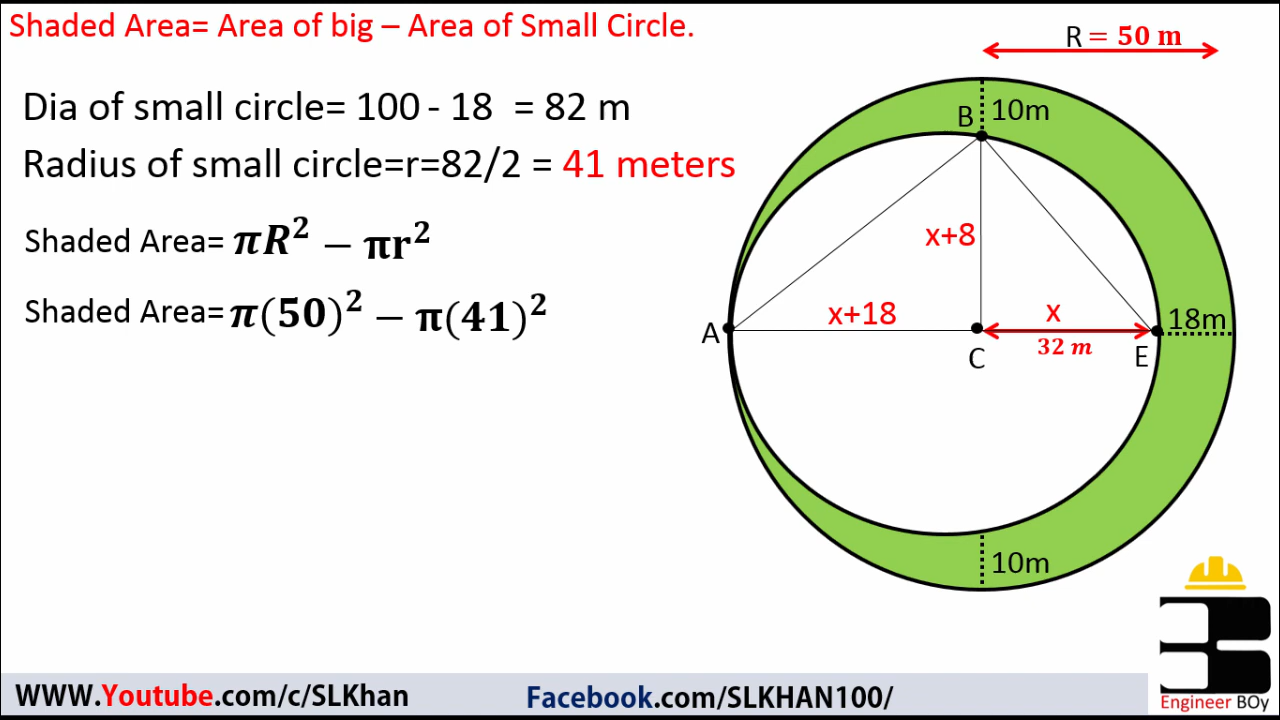 Shaded Area= Area of big – Area of Small Circle.
Dia of small circle= 100 - 18 = 82 m
Radius of small circle=r=82/2 = 41 meters
Shaded Area= πR² − πr²
Shaded Area= π(50)² − π(41)²
R = 50 m
B
10m
x+8
A
x+18
C
x
32 m
E
18m
10m
WWW.Youtube.com/c/SLKhan
Facebook.com/SLKHAN100/
Engineer BOy